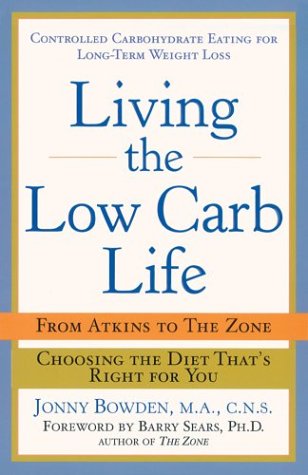 Controlled Carbohydrate Eating for
Long-Term Weight Loss
Living
the
Low Carb
Life
From Atkins to The Zone
Choosing the Diet That's
Right for You
Jonny Bowden, M.A., C.N.S.
Foreword by Barry Sears, Ph.D.
author of The Zone